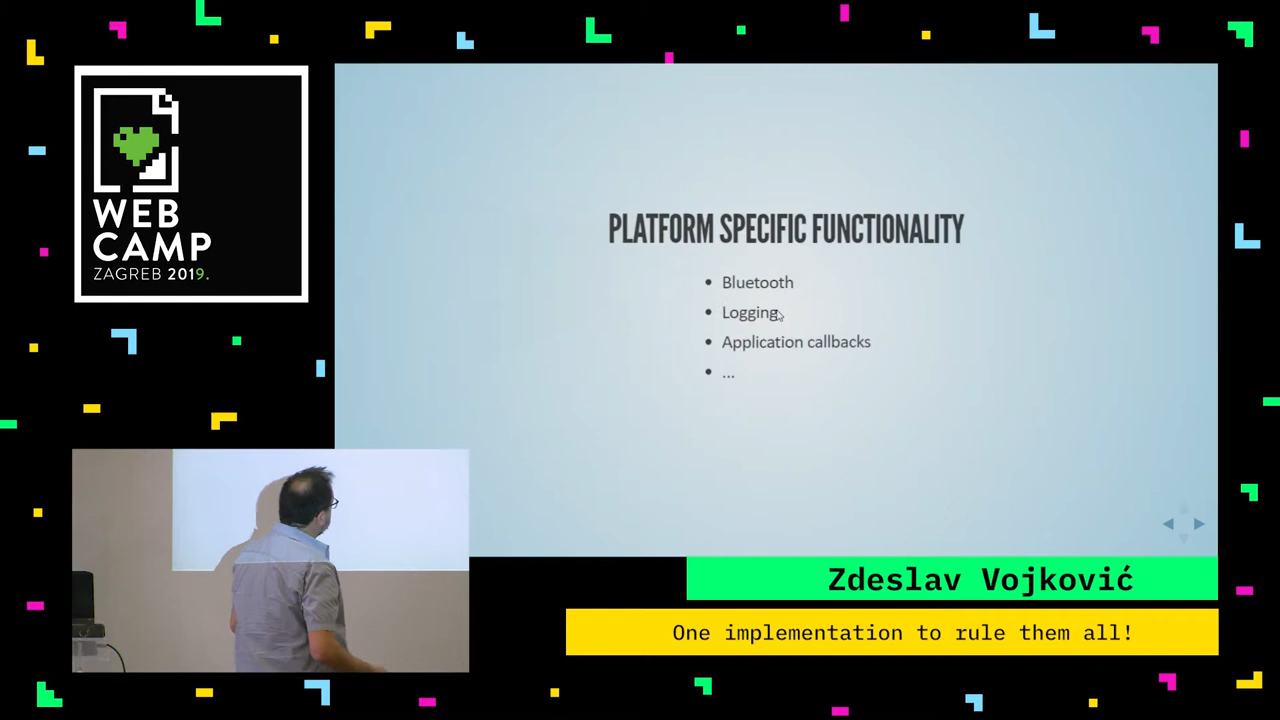 WEB
CAMP
ZAGREB 2019.
PLATFORM SPECIFIC FUNCTIONALITY
• Bluetooth
• Logging
• Application callbacks
• ...
Zdeslav Vojković
One implementation to rule them all!